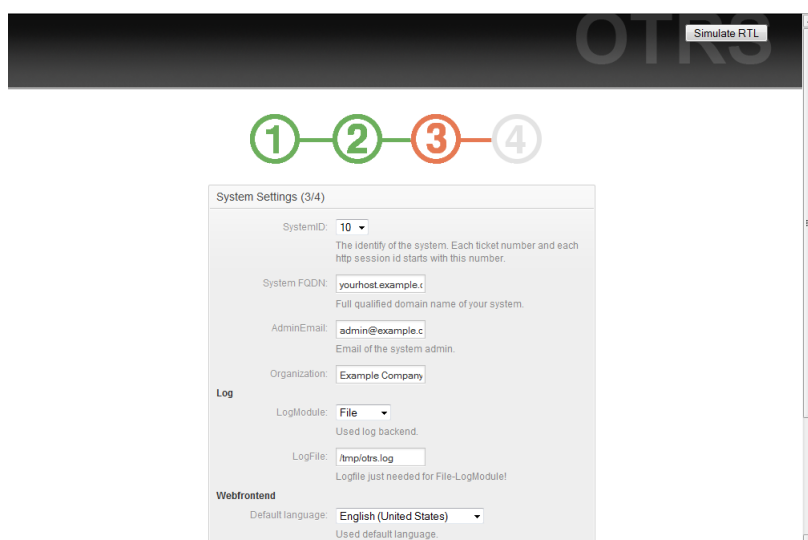 OTRS
Simulate RTL
1 2 3 4
System Settings (3/4)
SystemID: 10
The identify of the system. Each ticket number and each
http session id starts with this number.
System FQDN: yourhost.example.c
Full qualified domain name of your system.
AdminEmail: admin@example.c
Email of the system admin.
Organization: Example Company
Log
LogModule: File
Used log backend.
LogFile: /tmp/otrs.log
Logfile just needed for File-LogModule!
Webfrontend
Default language: English (United States)
Used default language.